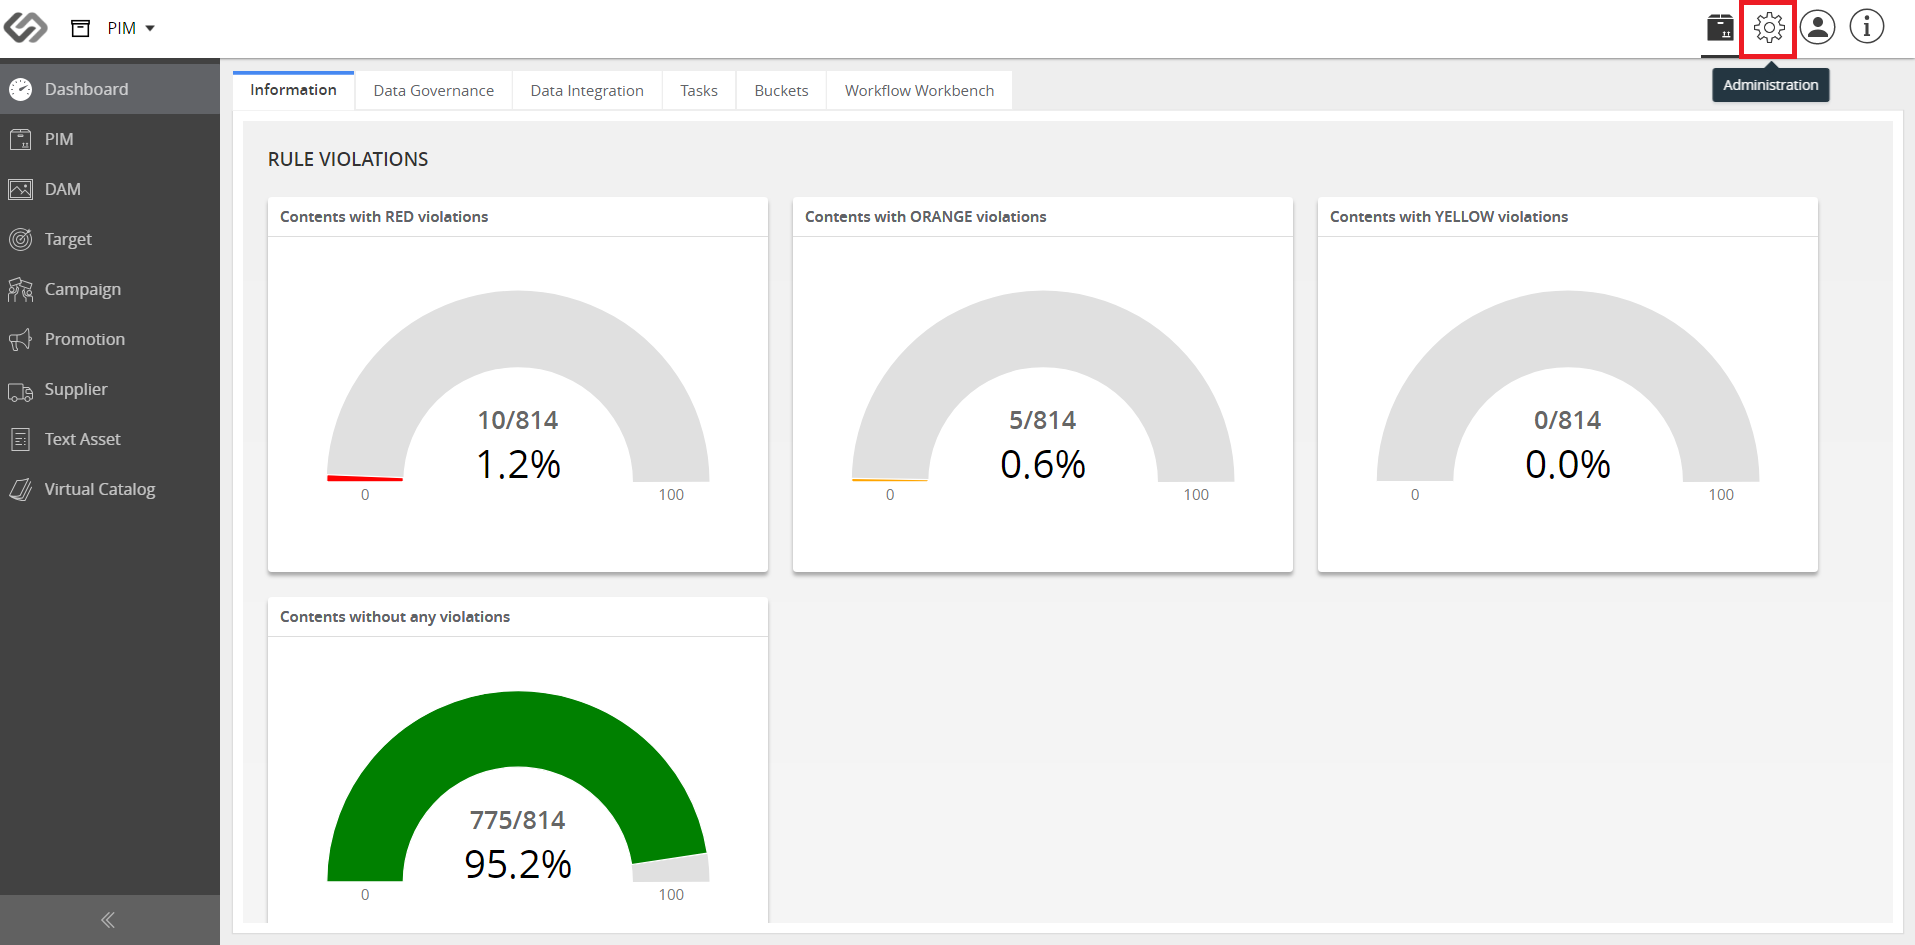 PIM
Administration
Dashboard
PIM
DAM
Target
Campaign
Promotion
Supplier
Text Asset
Virtual Catalog
Information
Data Governance
Data Integration
Tasks
Buckets
Workflow Workbench
RULE VIOLATIONS
Contents with RED violations
10/814
1.2%
0
100
Contents with ORANGE violations
5/814
0.6%
0
100
Contents with YELLOW violations
0/814
0.0%
0
100
Contents without any violations
775/814
95.2%
0
100